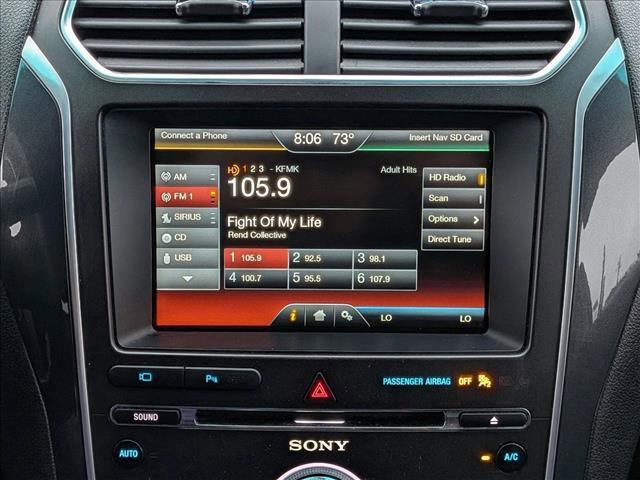 Connect a Phone 8:06 73° Insert Nav SD Card
AM
FM 1
SIRIUS
CD
USB
HD 1 2 3 - KFMK Adult Hits
105.9
Fight Of My Life
Rend Collective
1 105.9 2 92.5 3 98.1
4 100.7 5 95.5 6 107.9
HD Radio
Scan
Options >
Direct Tune
i LO LO
P
PASSENGER AIRBAG OFF
SOUND
SONY
AUTO A/C